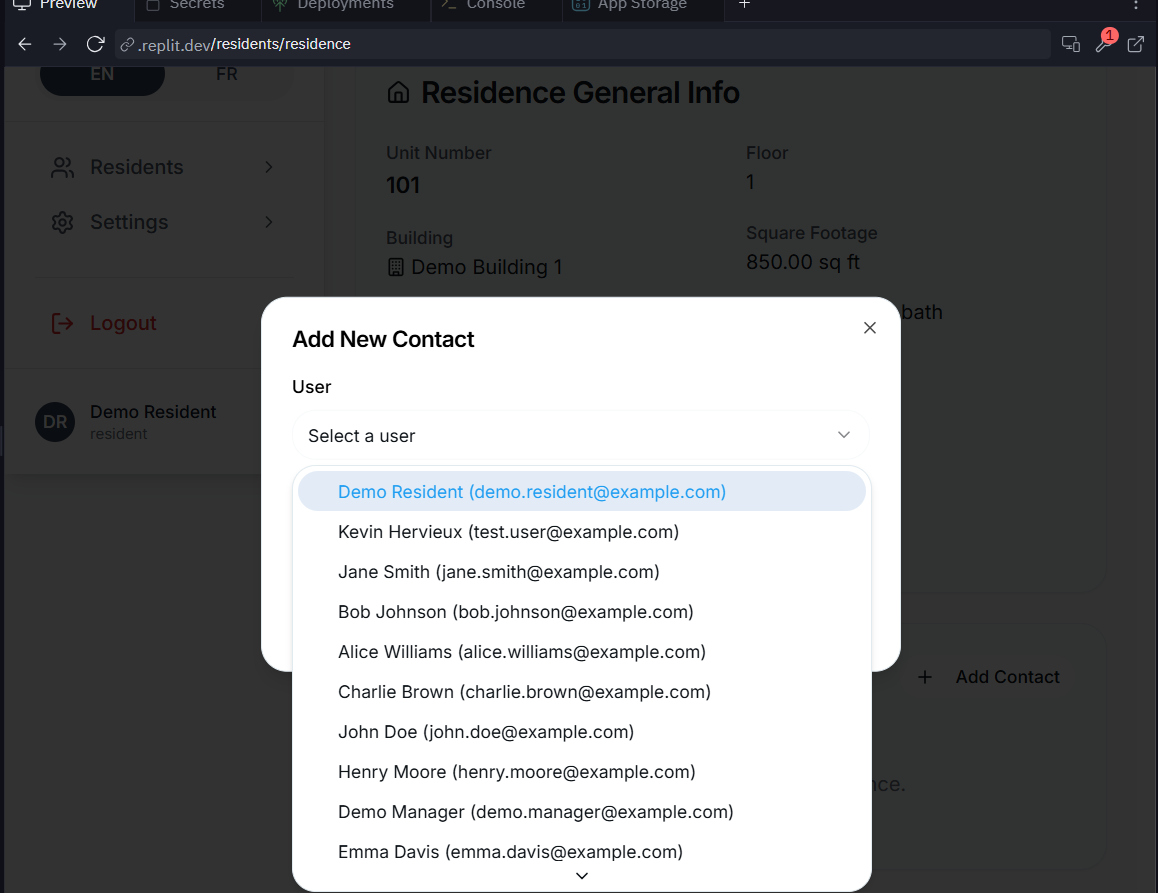 Preview
Secrets
Deployments
Console
App Storage
.replit.dev/residents/residence
1
EN
FR
Residents
Settings
Logout
DR
Demo Resident
resident
Residence General Info
Unit Number
101
Floor
1
Building
Demo Building 1
Square Footage
850.00 sq ft
bath
Add New Contact
User
Select a user
Demo Resident (demo.resident@example.com)
Kevin Hervieux (test.user@example.com)
Jane Smith (jane.smith@example.com)
Bob Johnson (bob.johnson@example.com)
Alice Williams (alice.williams@example.com)
Charlie Brown (charlie.brown@example.com)
John Doe (john.doe@example.com)
Henry Moore (henry.moore@example.com)
Demo Manager (demo.manager@example.com)
Emma Davis (emma.davis@example.com)
Add Contact